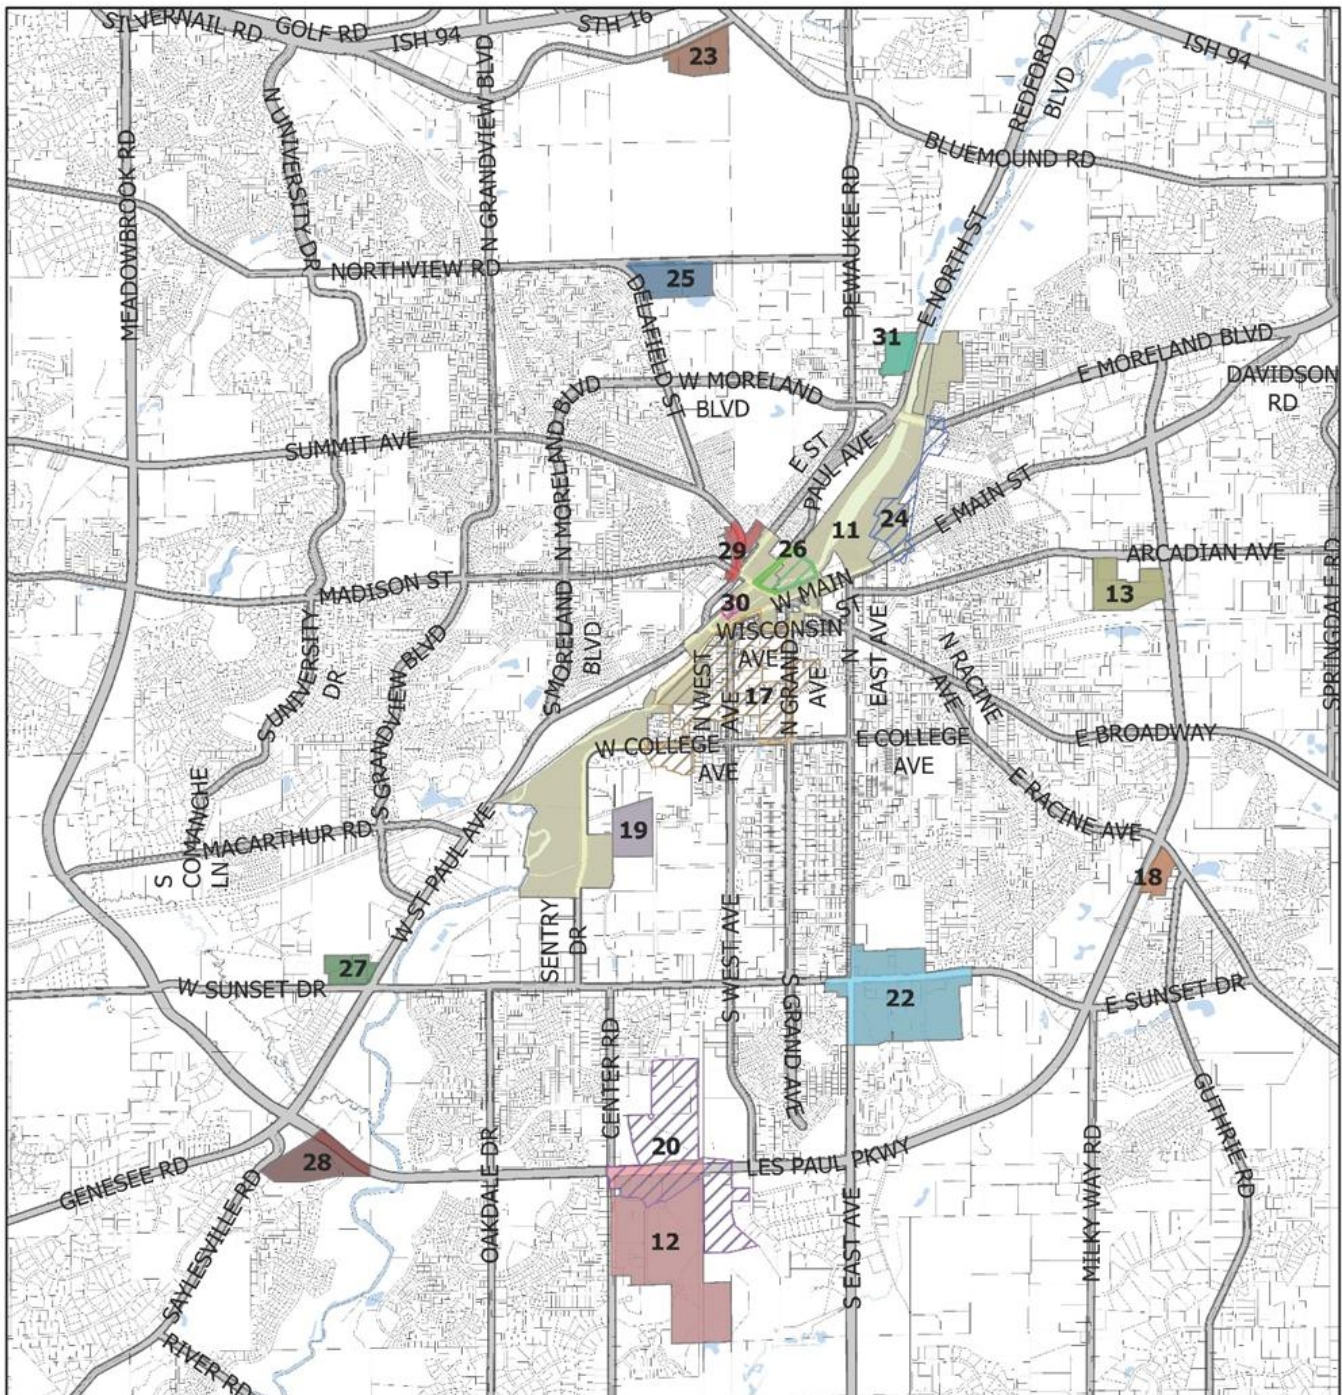 SILVERNAIL RD
GOLF RD
ISH 94
STH 16
23
ISH 94
REDFORD
BLVD
BLUEMOUND RD
MEADOWBROOK RD
N UNIVERSITY DR
N GRANDVIEW BLVD
PEWAUKEE RD
NORTHVIEW RD
25
DELAFIELD ST
E NORTH ST
31
E MORELAND BLVD
DAVIDSON
RD
W MORELAND
BLVD
N MORELAND BLVD
SUMMIT AVE
E ST
PAUL AVE
11
24
E MAIN ST
29
26
ARCADIAN AVE
13
SPRINGDALE RD
MADISON ST
30
W MAIN
ST
WISCONSIN
AVE
17
N WEST
AVE
N GRAND
AVE
N
EAST AVE
N RACINE
AVE
S MORELAND
BLVD
S UNIVERSITY
DR
S GRANDVIEW BLVD
W COLLEGE
AVE
E COLLEGE
AVE
E BROADWAY
S
COMANCHE
LN
MACARTHUR RD
W ST PAUL AVE
19
E RACINE AVE
18
SENTRY
DR
S WEST AVE
27
W SUNSET DR
S GRAND AVE
22
E SUNSET DR
CENTER RD
20
GUTHRIE RD
GENESEE RD
28
OAKDALE DR
LES PAUL PKWY
MILKY WAY RD
SAYLESVILLE RD
12
S EAST AVE
RIVER RD